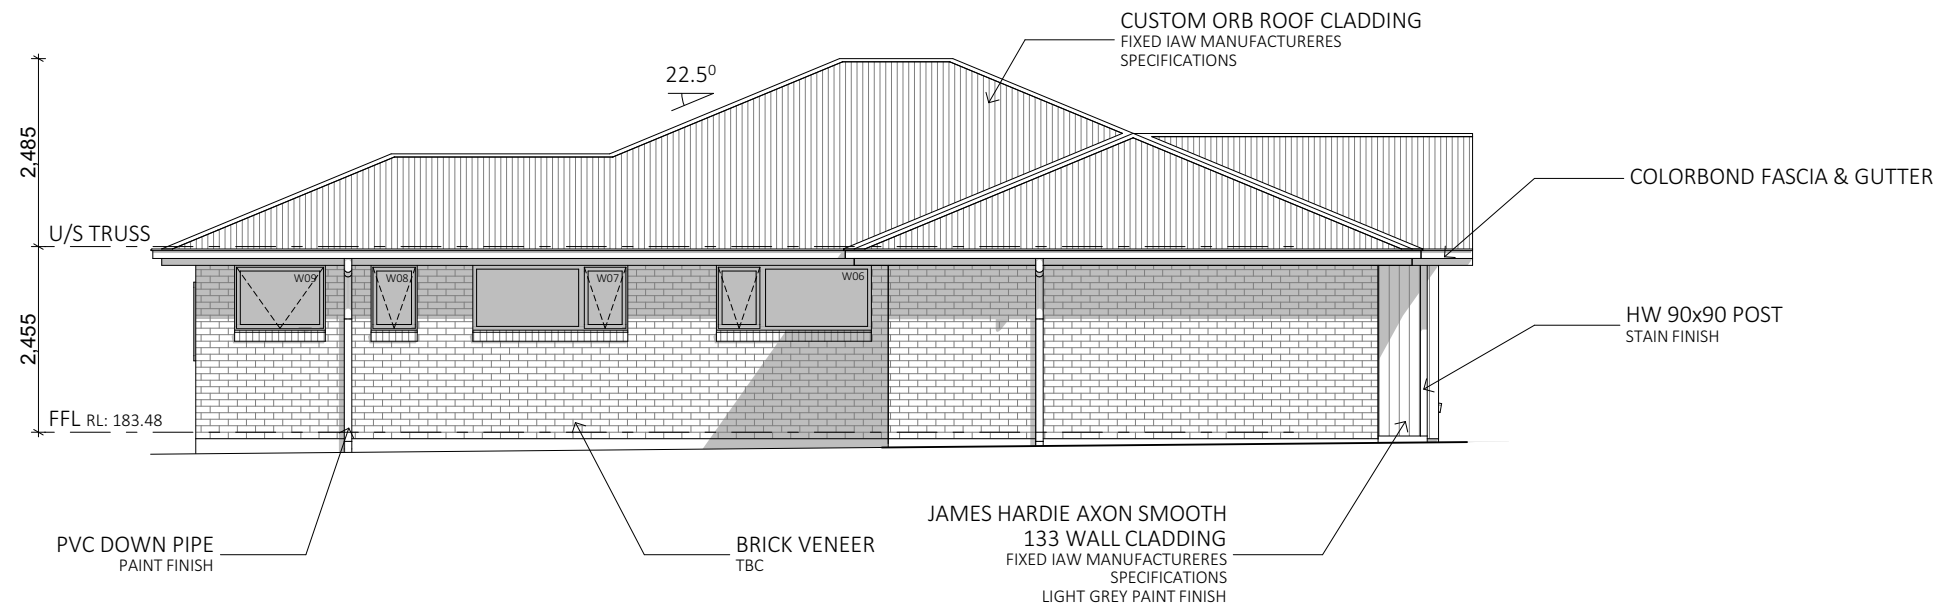 CUSTOM ORB ROOF CLADDING
FIXED IAW MANUFACTURERES
SPECIFICATIONS
22.5⁰
2,485
COLORBOND FASCIA & GUTTER
U/S TRUSS
W09
W08
W07
W06
HW 90x90 POST
STAIN FINISH
2,455
FFL RL: 183.48
JAMES HARDIE AXON SMOOTH
133 WALL CLADDING
FIXED IAW MANUFACTURERES
SPECIFICATIONS
LIGHT GREY PAINT FINISH
PVC DOWN PIPE
PAINT FINISH
BRICK VENEER
TBC